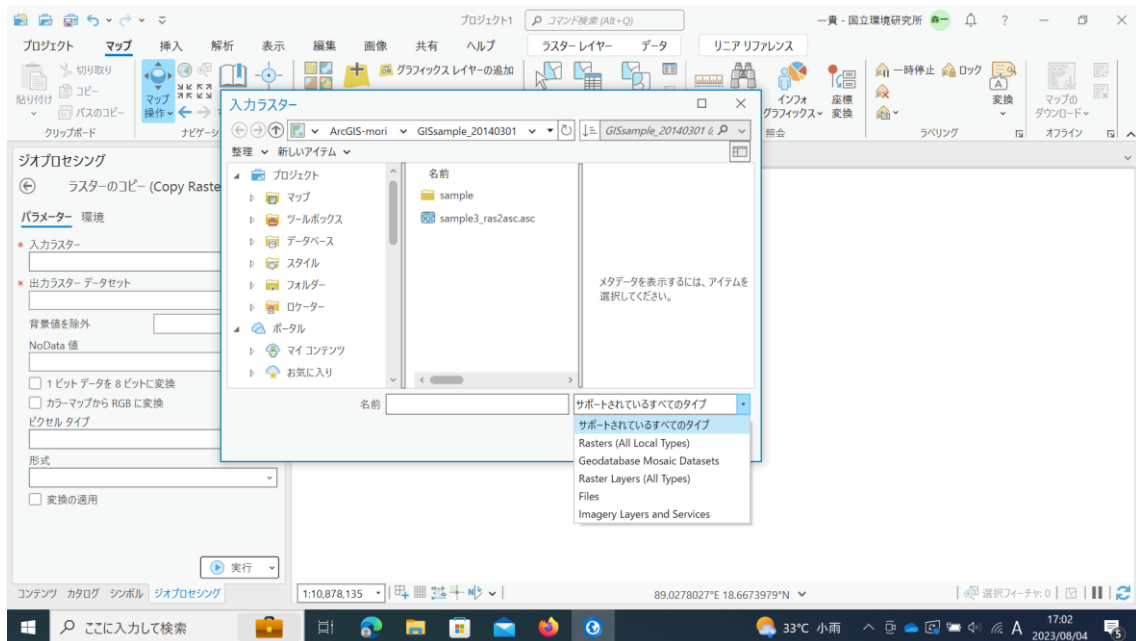 プロジェクト1
コマンド検索 (Alt+Q)
一貴 - 国立環境研究所
森一
?
プロジェクト マップ 挿入 解析 表示 編集 画像 共有 ヘルプ ラスター レイヤー データ リニア リファレンス
貼り付け
切り取り
コピー
パスのコピー
クリップボード
マップ操作
ナビゲーシ
グラフィックス レイヤーの追加
インフォグラフィックス
座標変換
照会
一時停止
ロック
変換
ラベリング
マップのダウンロード
オフライン
ジオプロセシング
ラスターのコピー (Copy Raste
パラメーター 環境
* 入力ラスター
* 出力ラスター データセット
背景値を除外
NoData 値
1 ビット データを 8 ビットに変換
カラーマップから RGB に変換
ピクセル タイプ
形式
変換の適用
実行
コンテンツ カタログ シンボル ジオプロセシング
入力ラスター
ArcGIS-mori
GISsample_20140301
GISsample_20140301 の
整理
新しいアイテム
プロジェクト
マップ
ツールボックス
データベース
スタイル
フォルダー
ロケーター
ポータル
マイ コンテンツ
お気に入り
名前
sample
sample3_ras2asc.asc
メタデータを表示するには、アイテムを
選択してください。
名前
サポートされているすべてのタイプ
サポートされているすべてのタイプ
Rasters (All Local Types)
Geodatabase Mosaic Datasets
Raster Layers (All Types)
Files
Imagery Layers and Services
1:10,878,135
89.0278027°E 18.6673979°N
選択フィーチャ: 0
ここに入力して検索
33°C 小雨
A
17:02
2023/08/04
5